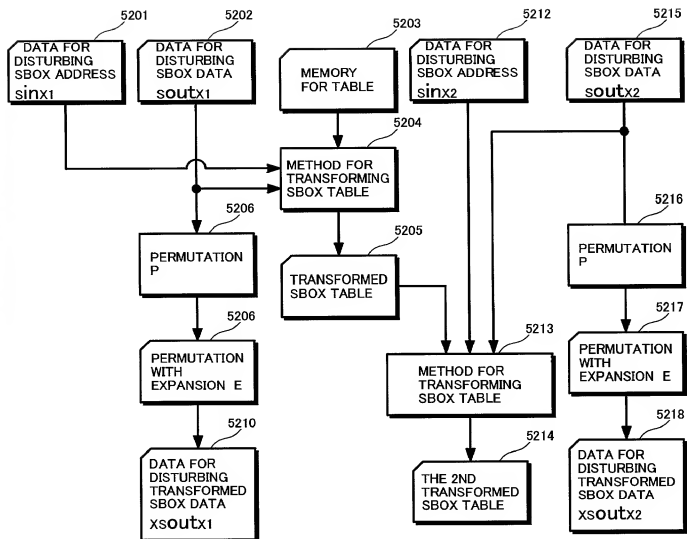 5201
DATA FOR
DISTURBING
SBOX ADDRESS
sinx1
5202
DATA FOR
DISTURBING
SBOX DATA
soutx1
5203
MEMORY
FOR TABLE
5212
DATA FOR
DISTURBING
SBOX ADDRESS
sinx2
5215
DATA FOR
DISTURBING
SBOX DATA
soutx2
5204
METHOD FOR
TRANSFORMING
SBOX TABLE
5206
PERMUTATION
P
5205
TRANSFORMED
SBOX TABLE
5216
PERMUTATION
P
5206
PERMUTATION
WITH
EXPANSION E
5213
METHOD FOR
TRANSFORMING
SBOX TABLE
5217
PERMUTATION
WITH
EXPANSION E
5210
DATA FOR
DISTURBING
TRANSFORMED
SBOX DATA
xsoutx1
5214
THE 2ND
TRANSFORMED
SBOX TABLE
5218
DATA FOR
DISTURBING
TRANSFORMED
SBOX DATA
xsoutx2